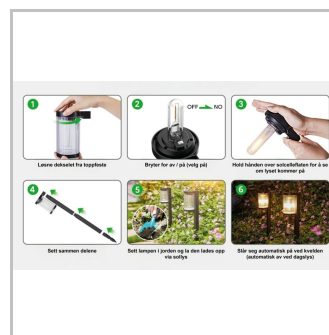 1
Løsne dekselet fra toppfeste
2
OFF NO
Bryter for av / på (velg på)
3
Hold hånden over solcelleflaten for å se
om lyset kommer på
4
Sett sammen delene
5
Sett lampen i jorden og la den lades opp
via sollys
6
Slår seg automatisk på ved kvelden
(automatisk av ved dagslys)